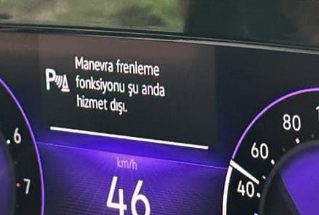 Manevra frenleme
fonksiyonu şu anda
hizmet dışı.
P
km/h
46
.6
.7
80
60
40